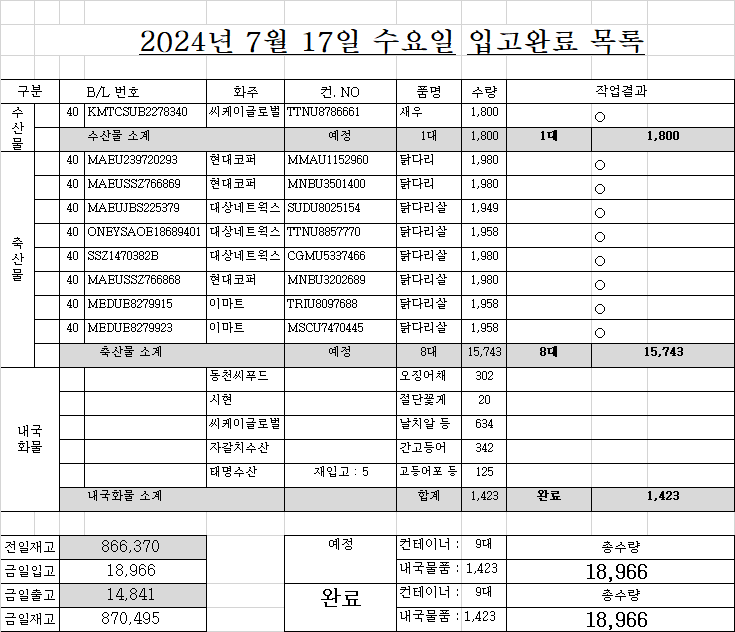 2024년 7월 17일 수요일 입고완료 목록
구분 B/L 번호 화주 컨. NO 품명 수량 작업결과
수산물 40 KMTCSUB2278340 씨케이글로벌 TTNU8786661 새우 1,800 ○
수산물 소계 예정 1대 1,800 1대 1,800
축산물 40 MAEU239720293 현대코퍼 MMAU1152960 닭다리 1,980 ○
40 MAEUSSZ766869 현대코퍼 MNBU3501400 닭다리 1,980 ○
40 MAEUJBS225379 대상네트웍스 SUDU8025154 닭다리살 1,949 ○
40 ONEYSAOE18689401 대상네트웍스 TTNU8857770 닭다리살 1,958 ○
40 SSZ1470382B 대상네트웍스 CGMU5337466 닭다리살 1,980 ○
40 MAEUSSZ766868 현대코퍼 MNBU3202689 닭다리살 1,980 ○
40 MEDUE8279915 이마트 TRIU8097688 닭다리살 1,958 ○
40 MEDUE8279923 이마트 MSCU7470445 닭다리살 1,958 ○
축산물 소계 예정 8대 15,743 8대 15,743
내국화물 동천씨푸드 오징어채 302
시현 절단꽃게 20
씨케이글로벌 날치알 등 634
자갈치수산 간고등어 342
태명수산 재입고 : 5 고등어포 등 125
내국화물 소계 합계 1,423 완료 1,423
전일재고 866,370 예정 컨테이너 : 9대 총수량
금일입고 18,966 내국물품 : 1,423 18,966
금일출고 14,841 완료 컨테이너 : 9대 총수량
금일재고 870,495 내국물품 : 1,423 18,966